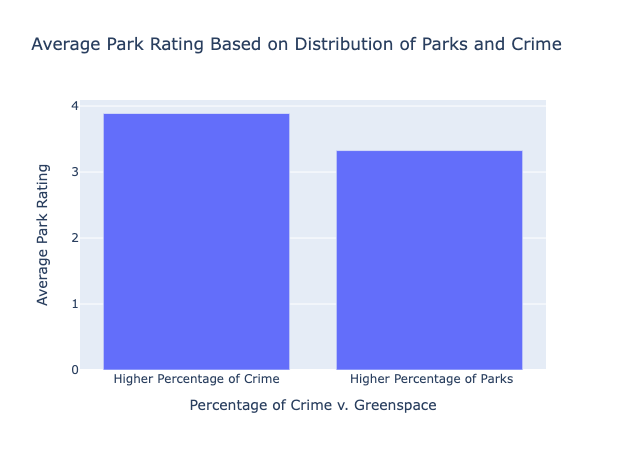 Average Park Rating Based on Distribution of Parks and Crime
4
3
2
1
0
Average Park Rating
Higher Percentage of Crime
Higher Percentage of Parks
Percentage of Crime v. Greenspace